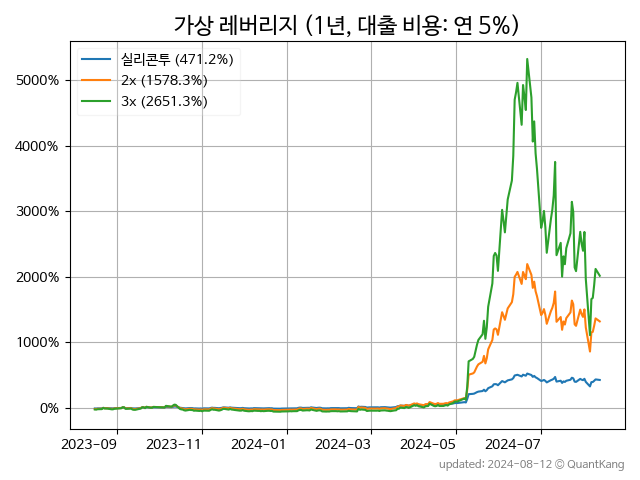 가상 레버리지 (1년, 대출 비용: 연 5%)
실리콘투 (471.2%)
2x (1578.3%)
3x (2651.3%)
5000%
4000%
3000%
2000%
1000%
0%
2023-09 2023-11 2024-01 2024-03 2024-05 2024-07
updated: 2024-08-12 © QuantKang